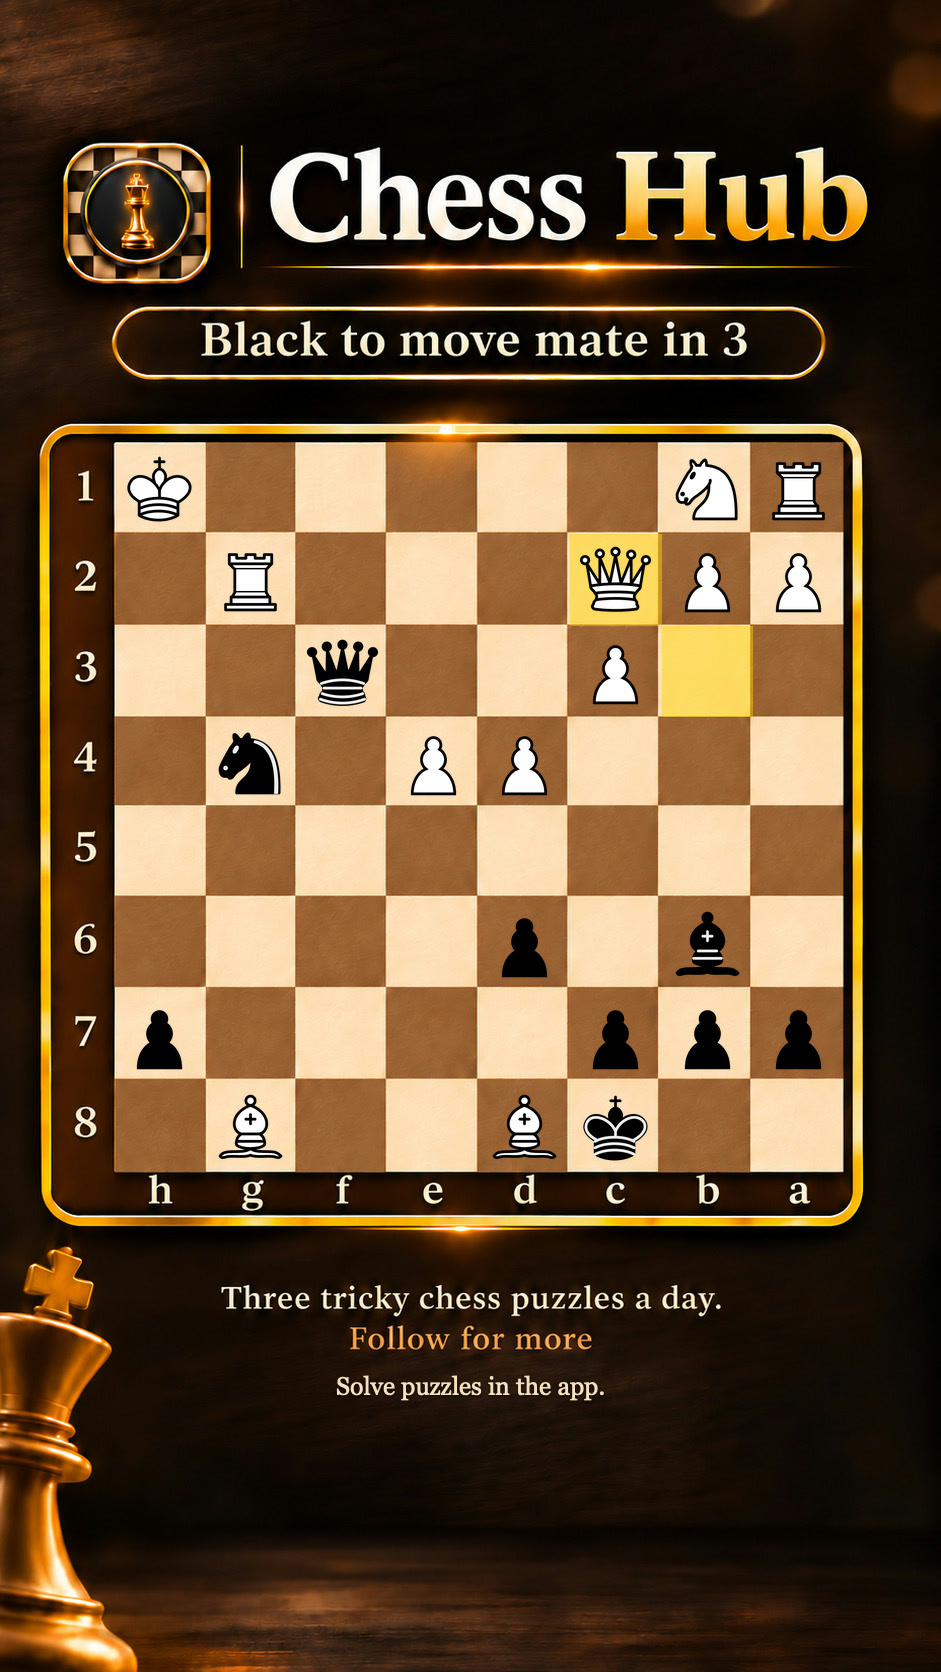 Chess Hub
Black to move mate in 3
1
2
3
4
5
6
7
8
h g f e d c b a
Three tricky chess puzzles a day.
Follow for more
Solve puzzles in the app.